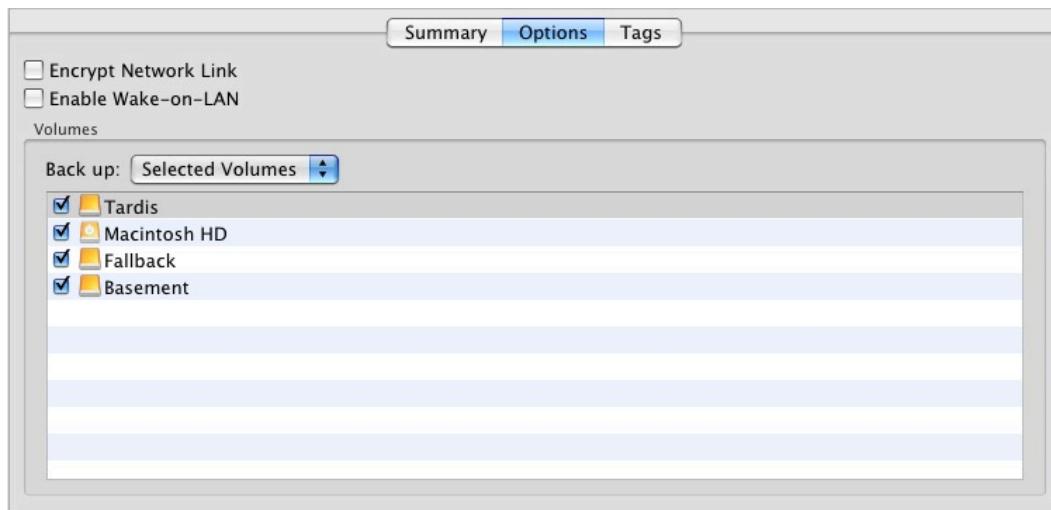 Summary Options Tags
Encrypt Network Link
Enable Wake-on-LAN
Volumes
Back up: Selected Volumes
Tardis
Macintosh HD
Fallback
Basement